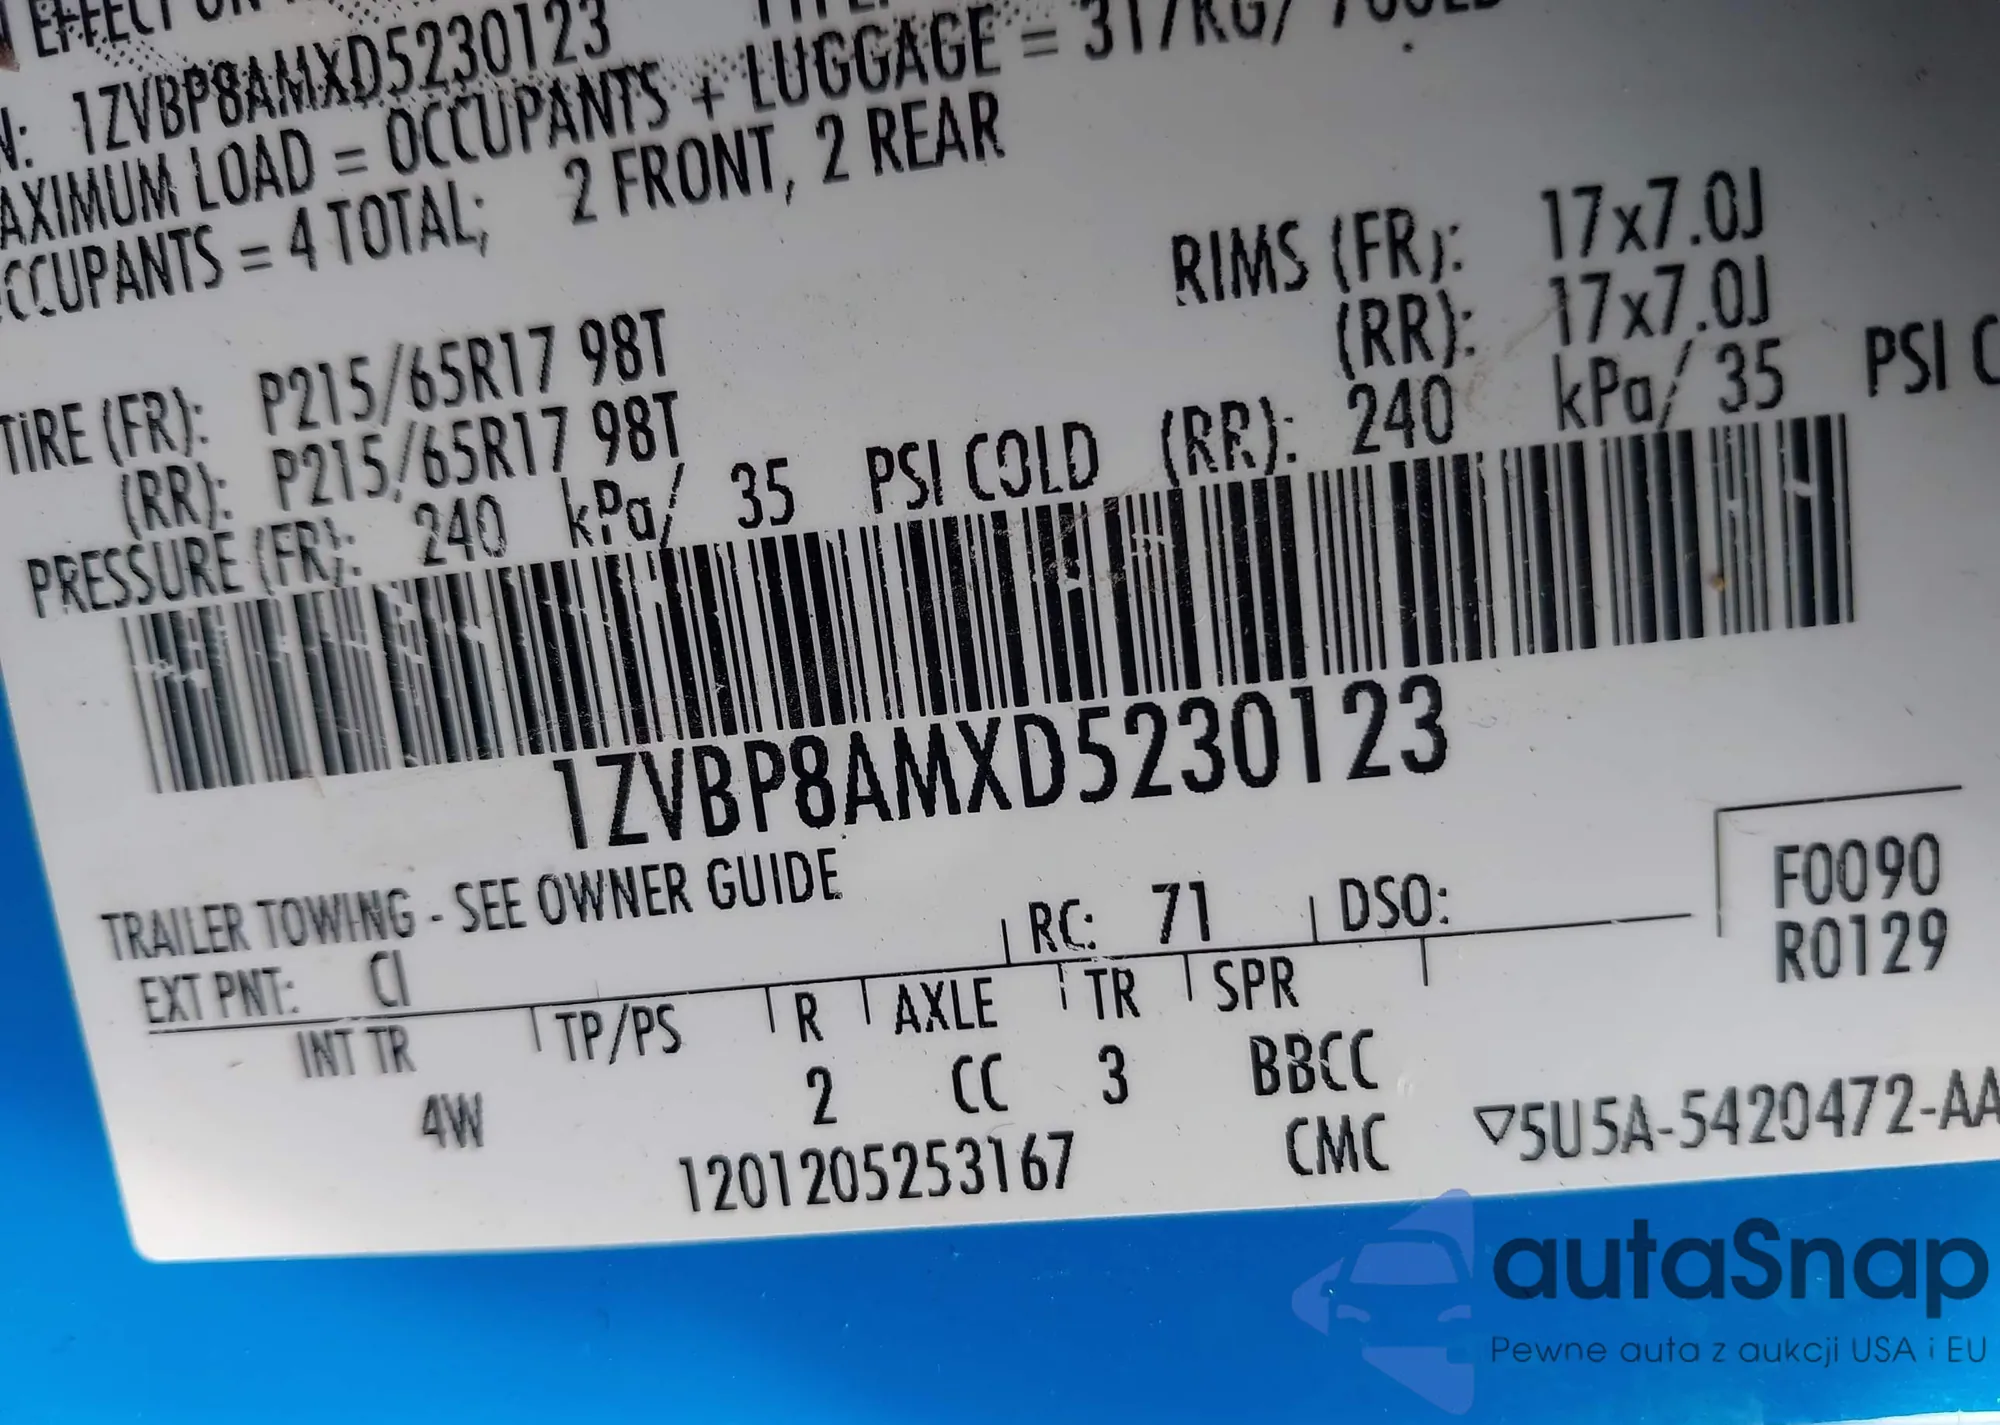 EFFECT ON
1ZVBP8AMXD5230123
MAXIMUM LOAD = OCCUPANTS + LUGGAGE = 317KG/ 700LB
OCCUPANTS = 4 TOTAL; 2 FRONT, 2 REAR
TIRE (FR): P215/65R17 98T RIMS (FR): 17x7.0J
(RR): P215/65R17 98T (RR): 17x7.0J
PRESSURE (FR): 240 kPa/ 35 PSI COLD (RR): 240 kPa/ 35 PSI C
1ZVBP8AMXD5230123
TRAILER TOWING - SEE OWNER GUIDE
F0090
EXT PNT: CI RC: 71 DSO:
R0129
INT TR TP/PS R AXLE TR SPR
4W 2 CC 3 BBCC
1201205253167 CMC ▽5U5A-5420472-AA
autaSnap
Pewne auta z aukcji USA i EU